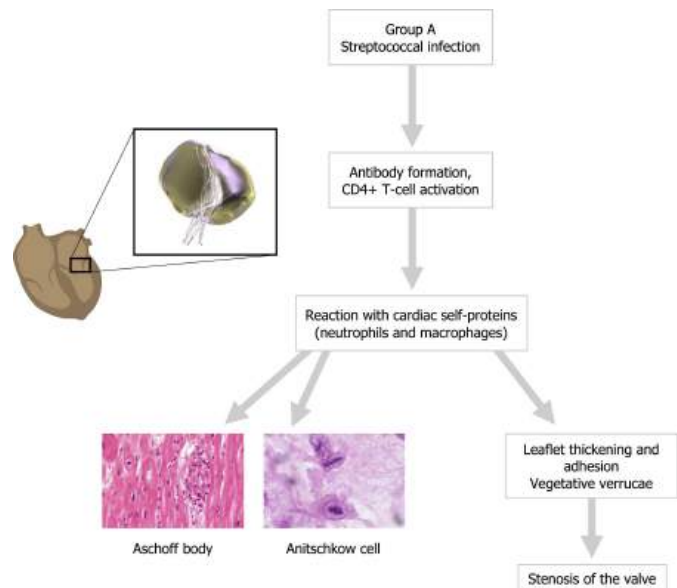 Group A
Streptococcal infection
Antibody formation,
CD4+ T-cell activation
Reaction with cardiac self-proteins
(neutrophils and macrophages)
Leaflet thickening and
adhesion
Vegetative verrucae
Aschoff body
Anitschkow cell
Stenosis of the valve